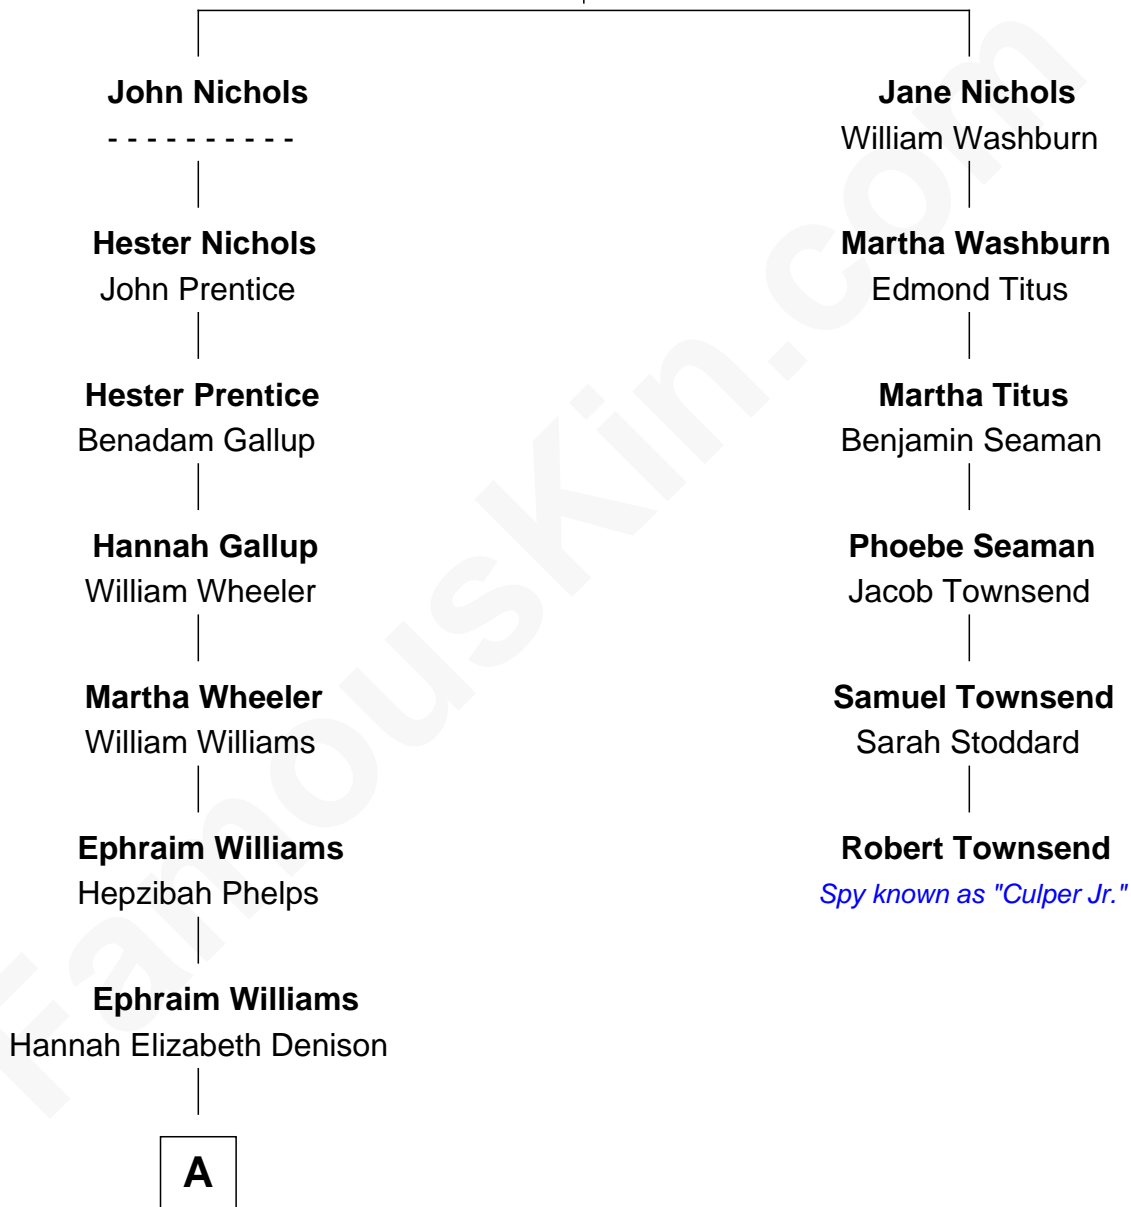 John Nichols
- - - - - - - - - -
Hester Nichols
John Prentice
Hester Prentice
Benadam Gallup
Hannah Gallup
William Wheeler
Martha Wheeler
William Williams
Ephraim Williams
Hepzibah Phelps
Ephraim Williams
Hannah Elizabeth Denison
A
Jane Nichols
William Washburn
Martha Washburn
Edmond Titus
Martha Titus
Benjamin Seaman
Phoebe Seaman
Jacob Townsend
Samuel Townsend
Sarah Stoddard
Robert Townsend
Spy known as "Culper Jr."
FamousKin.com